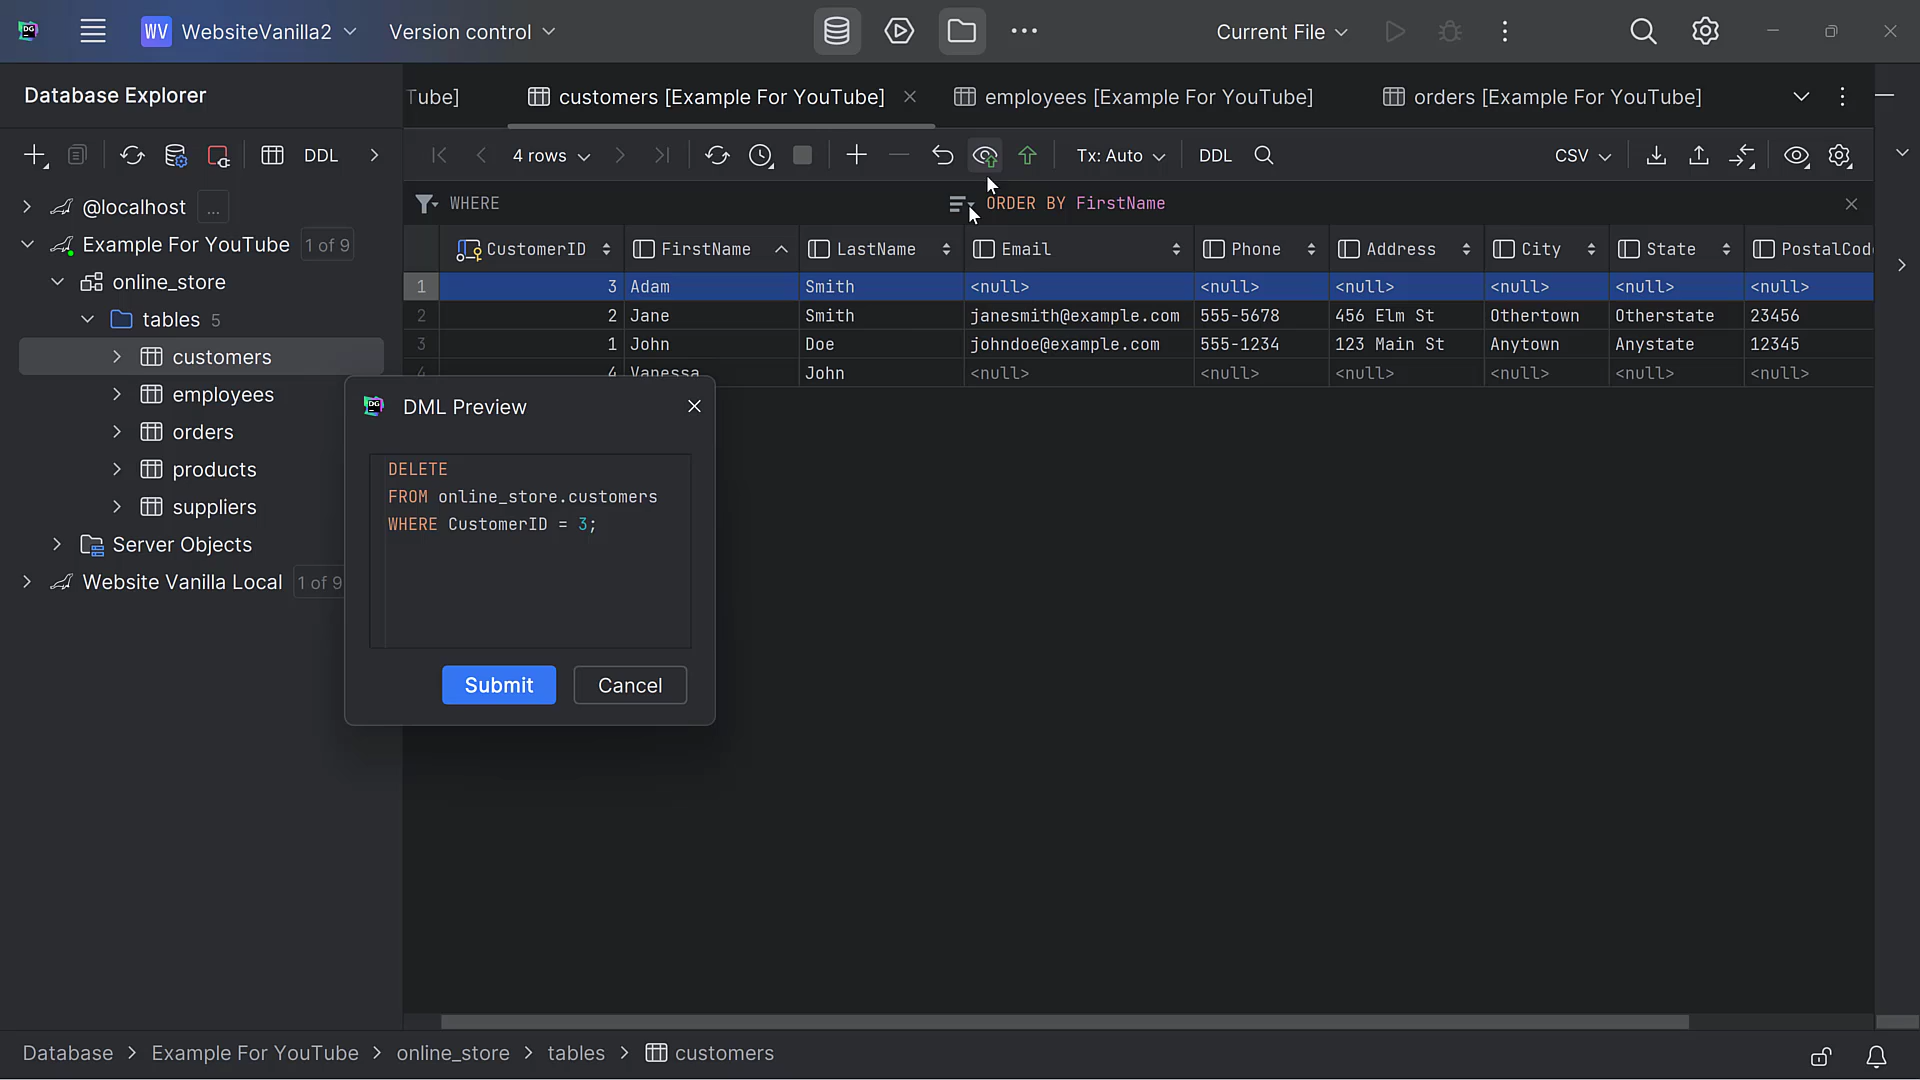 DG
WV WebsiteVanilla2 Version control Current File
Database Explorer
Tube] customers [Example For YouTube] employees [Example For YouTube] orders [Example For YouTube]
DDL 4 rows Tx: Auto DDL CSV
WHERE ORDER BY FirstName
@localhost ...
Example For YouTube 1 of 9
online_store
tables 5
customers
employees
orders
products
suppliers
Server Objects
Website Vanilla Local 1 of 9
CustomerID FirstName LastName Email Phone Address City State PostalCod
1 3 Adam Smith <null> <null> <null> <null> <null> <null>
2 2 Jane Smith janesmith@example.com 555-5678 456 Elm St Othertown Otherstate 23456
3 1 John Doe johndoe@example.com 555-1234 123 Main St Anytown Anystate 12345
4 4 Vanessa John <null> <null> <null> <null> <null> <null>
DG DML Preview
DELETE
FROM online_store.customers
WHERE CustomerID = 3;
Submit Cancel
Database > Example For YouTube > online_store > tables > customers